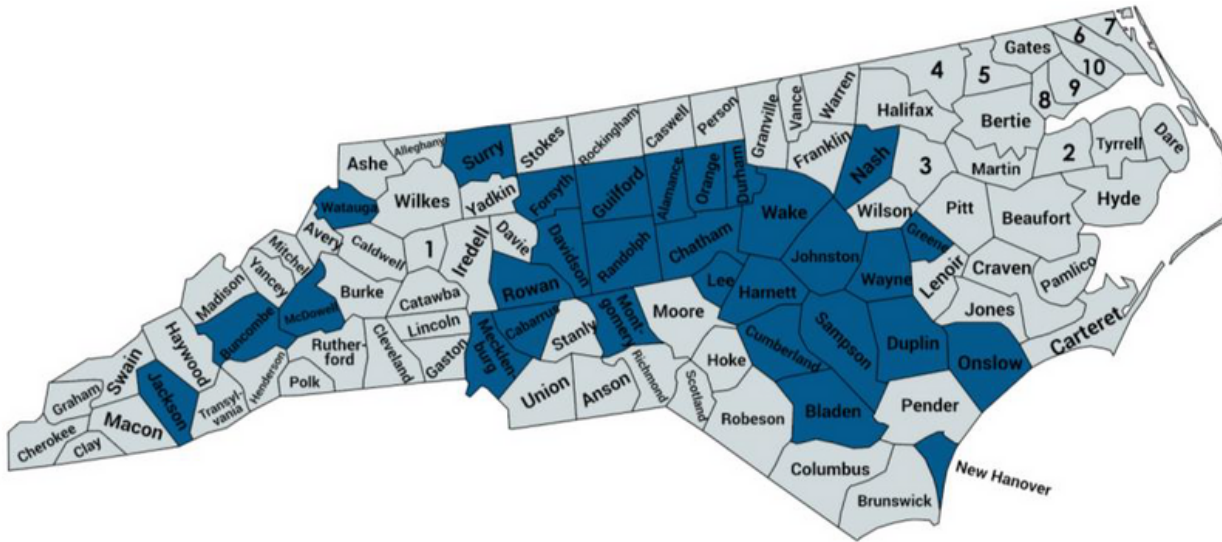 7
6
Gates
10
4
5
9
8
Warren
Vance
Granville
Person
Caswell
Rockingham
Stokes
Surry
Alleghany
Ashe
Halifax
Bertie
Dare
Tyrrell
2
Martin
3
Nash
Franklin
Durham
Orange
Alamance
Guilford
Forsyth
Yadkin
Wilkes
Watauga
Hyde
Beaufort
Pitt
Wilson
Wake
Chatham
Randolph
Davidson
Davie
Iredell
1
Caldwell
Avery
Mitchel
Yancey
Madison
Greene
Johnston
Wayne
Lenoir
Craven
Pamlico
Jones
Carteret
Lee
Harnett
Rowan
Catawba
Burke
McDowell
Buncombe
Haywood
Swain
Graham
Cherokee
Clay
Macon
Jackson
Transyl-
vania
Henderson
Polk
Ruther-
ford
Cleveland
Lincoln
Gaston
Mecklen-
burg
Cabarrus
Stanly
Mont-
gomery
Moore
Cumberland
Sampson
Duplin
Onslow
Union
Anson
Richmond
Scotland
Hoke
Robeson
Bladen
Pender
Columbus
Brunswick
New Hanover